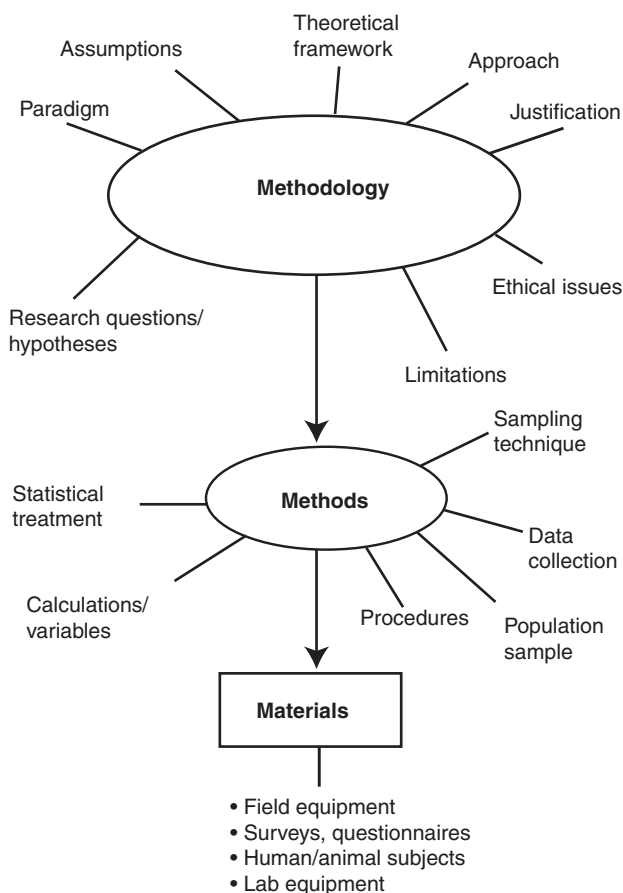 Theoretical
framework
Assumptions
Approach
Paradigm
Justification
Methodology
Ethical issues
Research questions/
hypotheses
Limitations
Sampling
technique
Statistical
treatment
Methods
Data
collection
Calculations/
variables
Procedures
Population
sample
Materials
• Field equipment
• Surveys, questionnaires
• Human/animal subjects
• Lab equipment